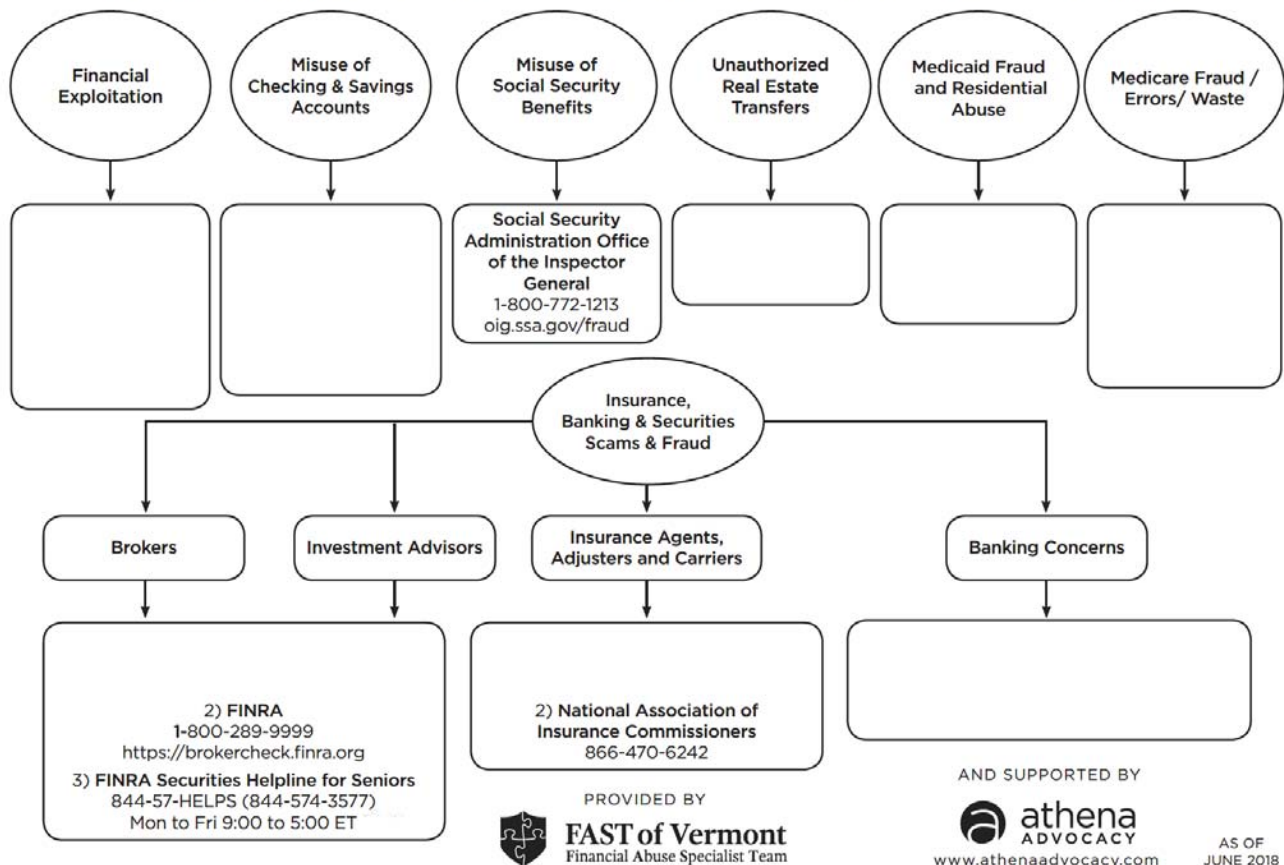 Financial
Exploitation
Misuse of
Checking & Savings
Accounts
Misuse of
Social Security
Benefits
Unauthorized
Real Estate
Transfers
Medicaid Fraud
and Residential
Abuse
Medicare Fraud /
Errors/ Waste
Social Security
Administration Office
of the Inspector
General
1-800-772-1213
oig.ssa.gov/fraud
Insurance,
Banking & Securities
Scams & Fraud
Brokers
Investment Advisors
Insurance Agents,
Adjusters and Carriers
Banking Concerns
2) FINRA
1-800-289-9999
https://brokercheck.finra.org
3) FINRA Securities Helpline for Seniors
844-57-HELPS (844-574-3577)
Mon to Fri 9:00 to 5:00 ET
2) National Association of
Insurance Commissioners
866-470-6242
PROVIDED BY
FAST of Vermont
Financial Abuse Specialist Team
AND SUPPORTED BY
athena
ADVOCACY
www.athenaadvocacy.com
AS OF
JUNE 2018